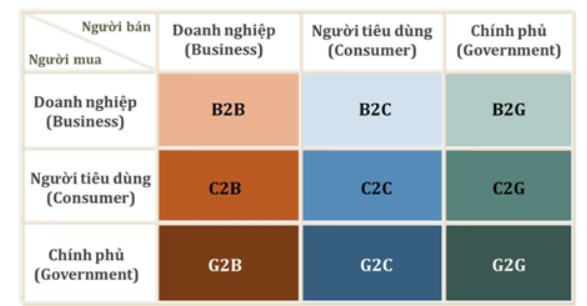 Người bán
Người mua
Doanh nghiệp
(Business)
Người tiêu dùng
(Consumer)
Chính phủ
(Government)
Doanh nghiệp
(Business)
B2B
B2C
B2G
Người tiêu dùng
(Consumer)
C2B
C2C
C2G
Chính phủ
(Government)
G2B
G2C
G2G